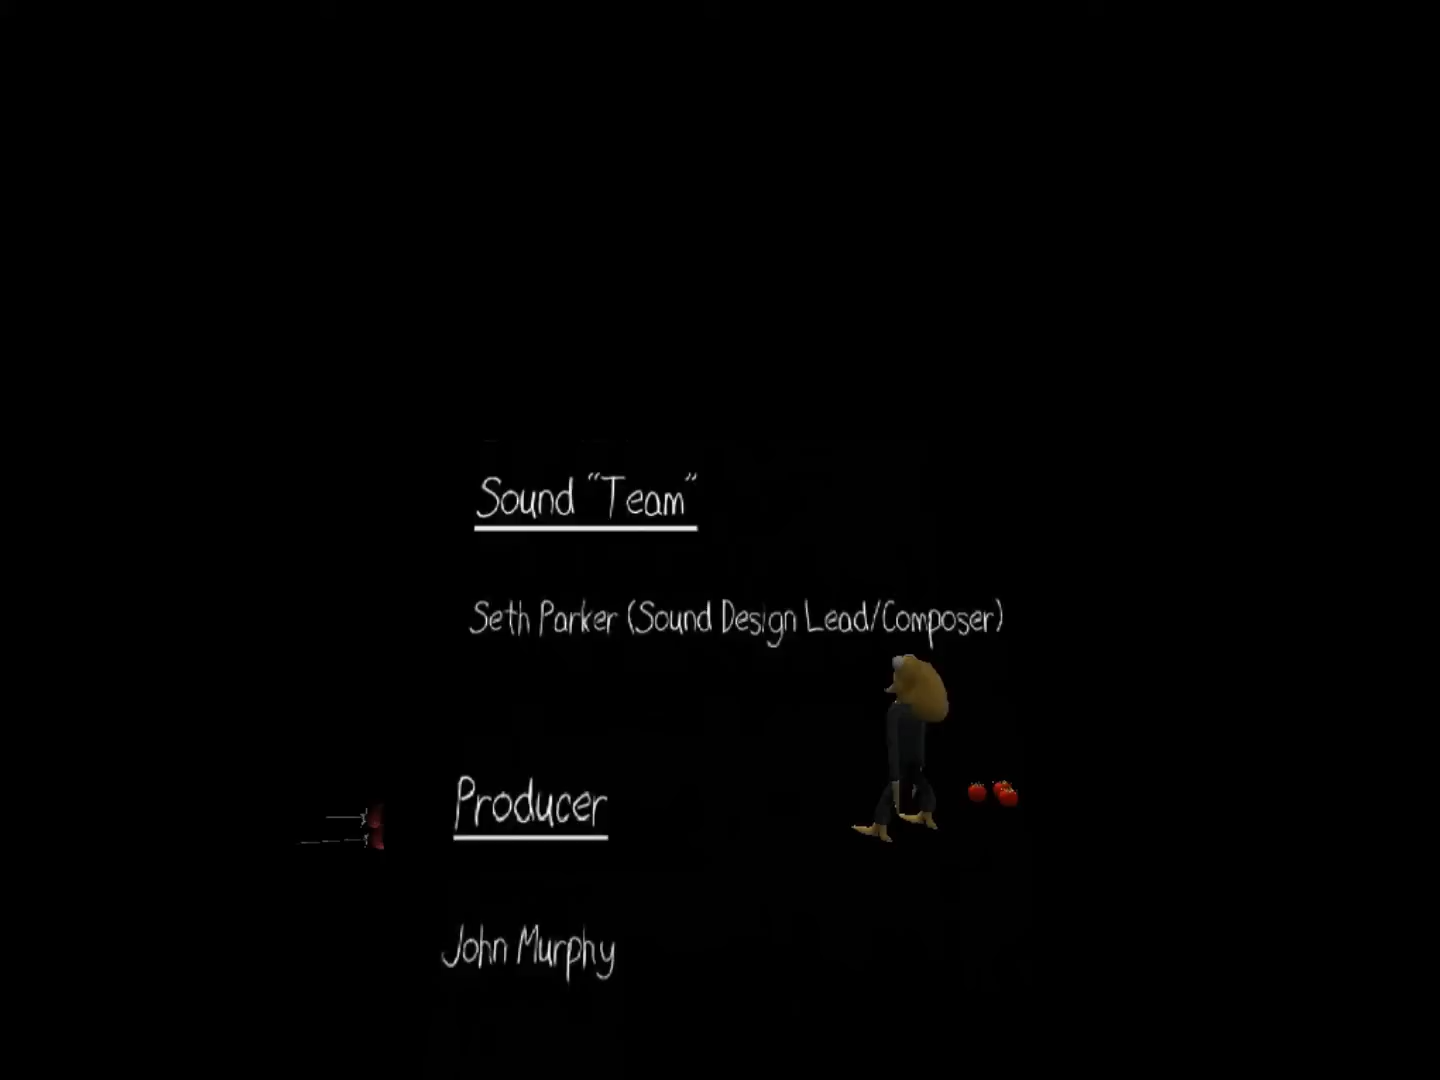 Sound “Team”
Seth Parker (Sound Design Lead/Composer)
Producer
John Murphy